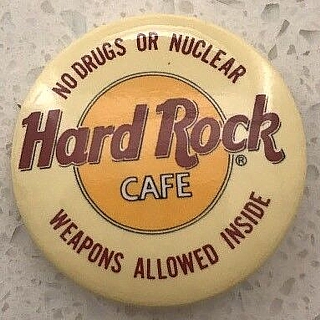 NO DRUGS OR NUCLEAR
Hard Rock ®
CAFE
WEAPONS ALLOWED INSIDE